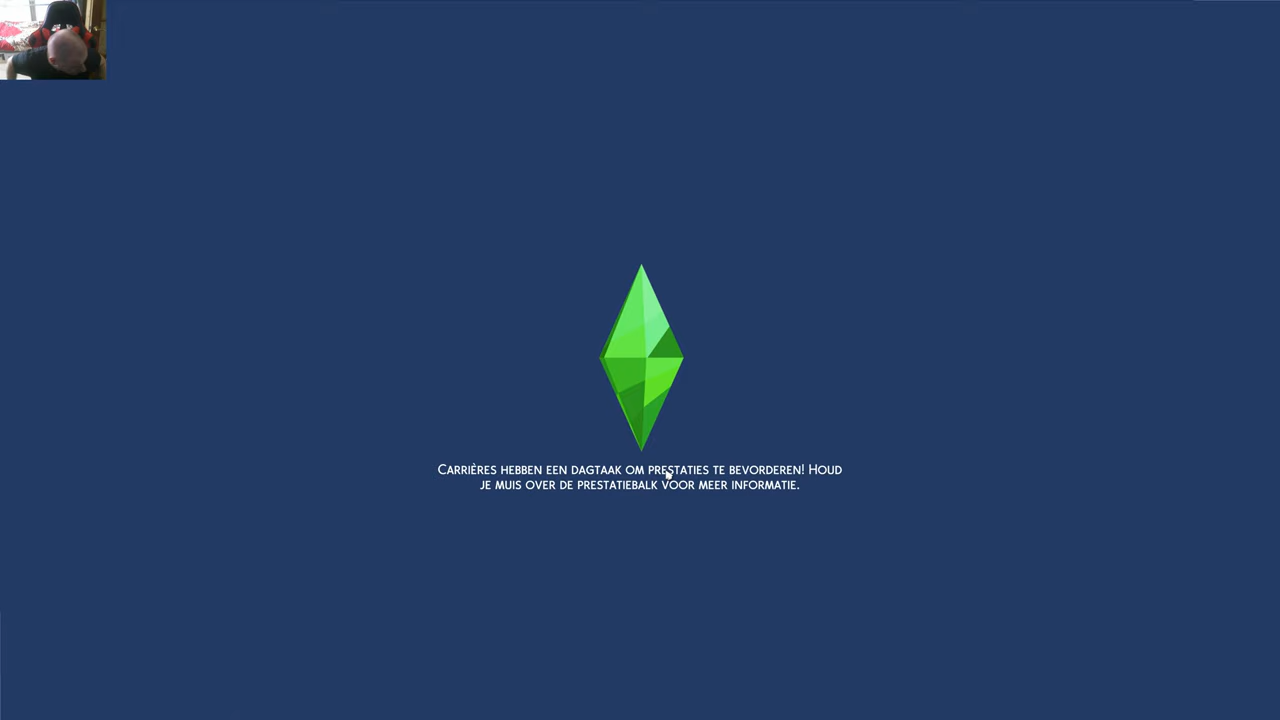 Carrières hebben een dagtaak om prestaties te bevorderen! Houd
je muis over de prestatiebalk voor meer informatie.